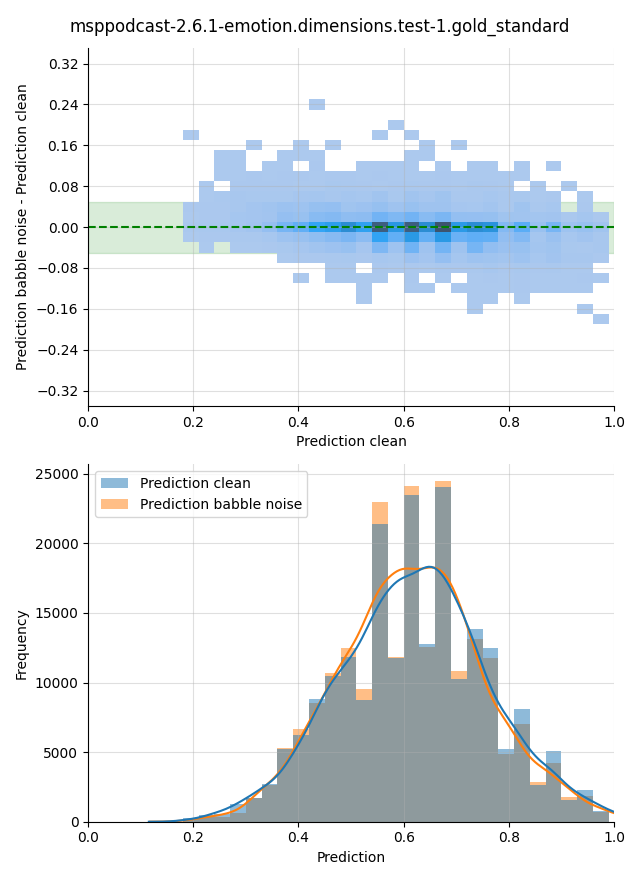 msppodcast-2.6.1-emotion.dimensions.test-1.gold_standard
Prediction babble noise - Prediction clean
0.32
0.24
0.16
0.08
0.00
−0.08
−0.16
−0.24
−0.32
0.0 0.2 0.4 0.6 0.8 1.0
Prediction clean
Prediction clean
Prediction babble noise
Frequency
25000
20000
15000
10000
5000
0
0.0 0.2 0.4 0.6 0.8 1.0
Prediction